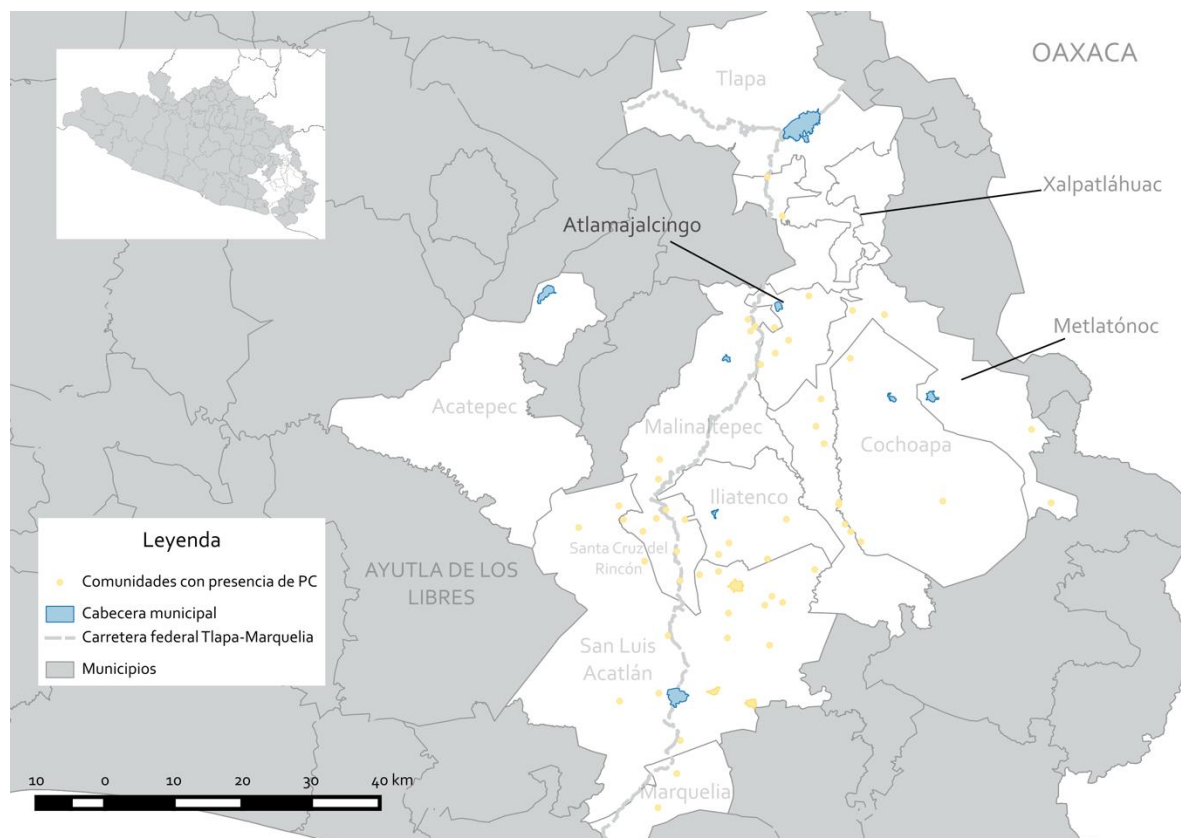 OAXACA
Tlapa
Xalpatláhuac
Atlamajalcingo
Metlatónoc
Acatepec
Malinaltepec
Cochoapa
Iliatenco
Leyenda
Santa Cruz del
Rincón
Comunidades con presencia de PC
AYUTLA DE LOS
LIBRES
Cabecera municipal
Carretera federal Tlapa-Marquelia
San Luis
Acatlán
Municipios
10 0 10 20 30 40 km
Marquelia